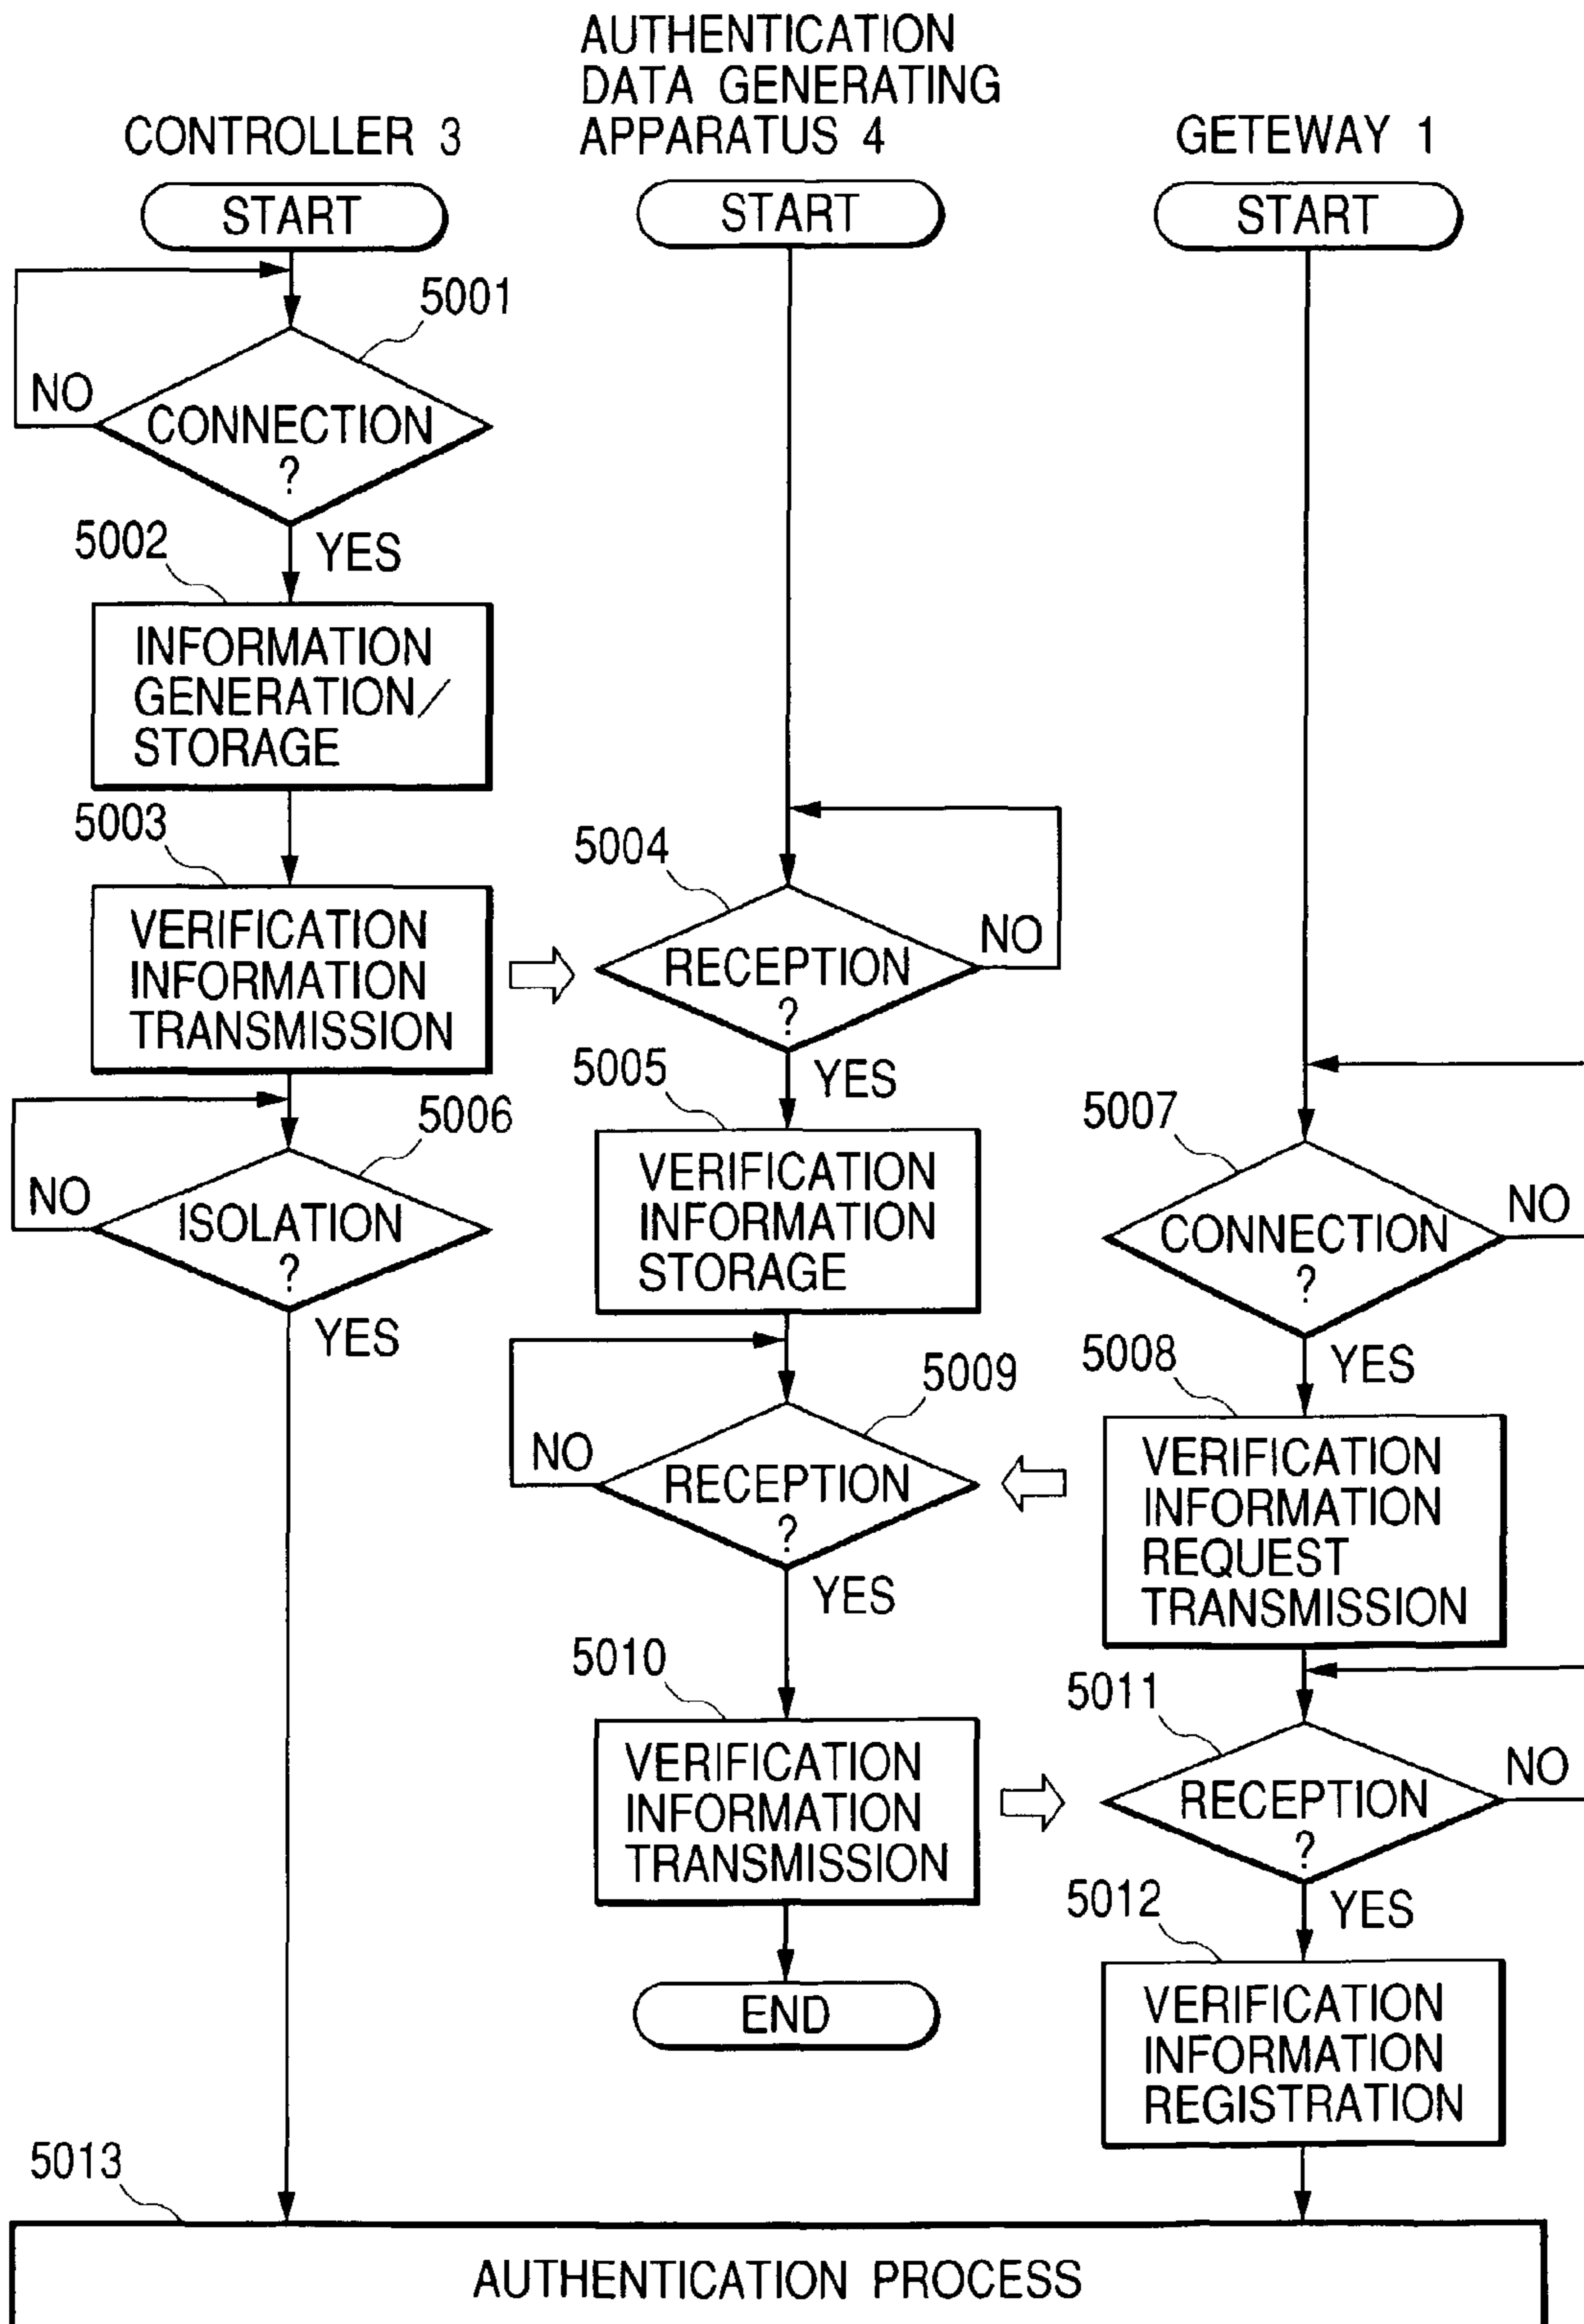 CONTROLLER 3
START
5001
NO
CONNECTION
?
YES
5002
INFORMATION
GENERATION/
STORAGE
5003
VERIFICATION
INFORMATION
TRANSMISSION
5006
NO
ISOLATION
?
YES
AUTHENTICATION
DATA GENERATING
APPARATUS 4
START
5004
NO
RECEPTION
?
YES
5005
VERIFICATION
INFORMATION
STORAGE
5009
NO
RECEPTION
?
YES
5010
VERIFICATION
INFORMATION
TRANSMISSION
END
GETEWAY 1
START
5007
NO
CONNECTION
?
YES
5008
VERIFICATION
INFORMATION
REQUEST
TRANSMISSION
5011
NO
RECEPTION
?
YES
5012
VERIFICATION
INFORMATION
REGISTRATION
5013
AUTHENTICATION PROCESS